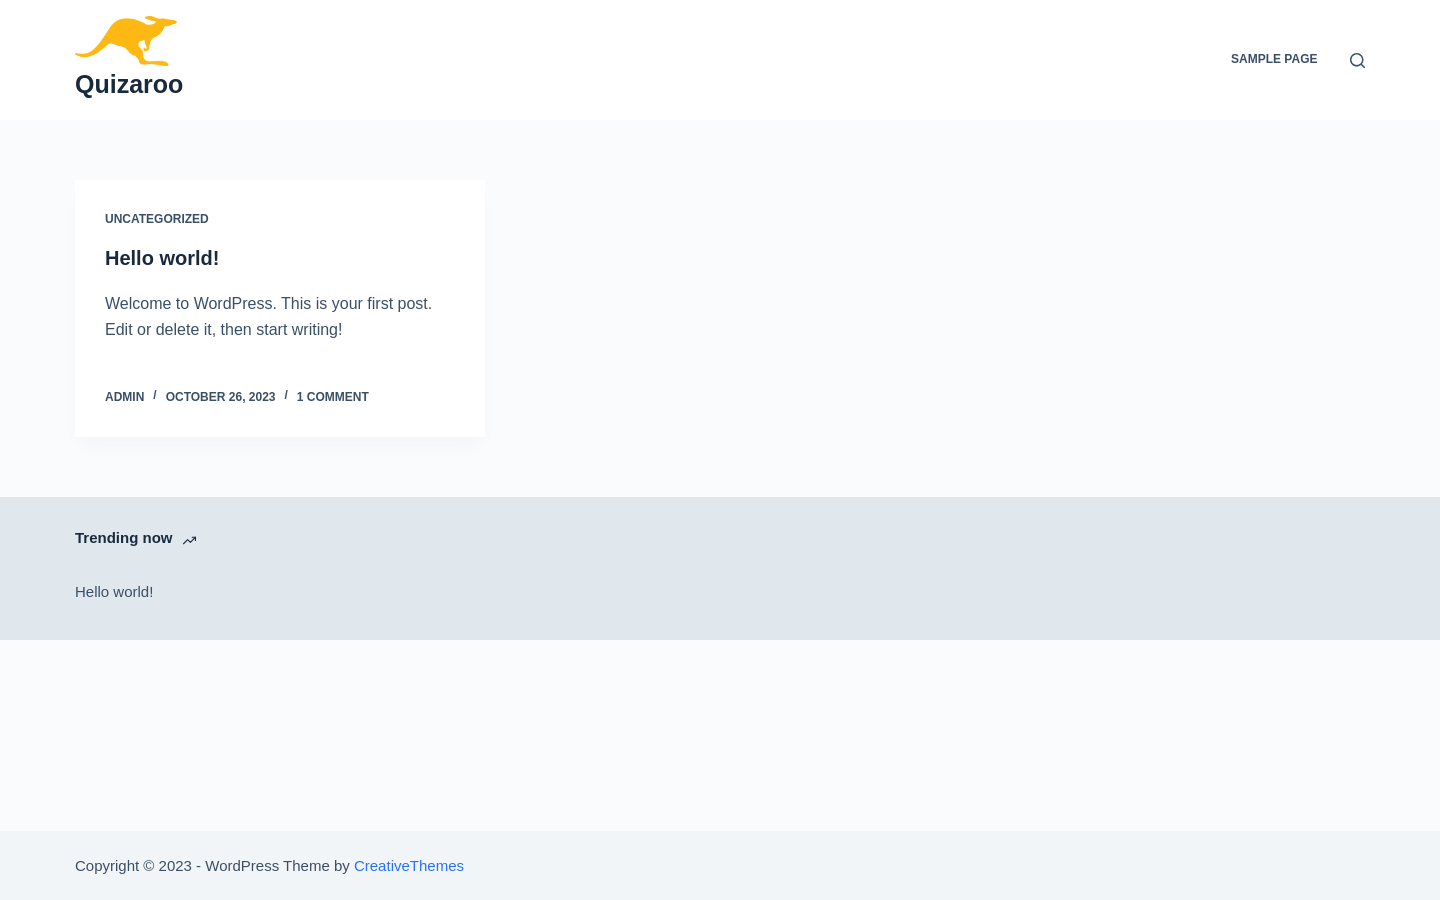 Quizaroo
SAMPLE PAGE
UNCATEGORIZED
Hello world!
Welcome to WordPress. This is your first post.
Edit or delete it, then start writing!
ADMIN / OCTOBER 26, 2023 / 1 COMMENT
Trending now
Hello world!
Copyright © 2023 - WordPress Theme by CreativeThemes